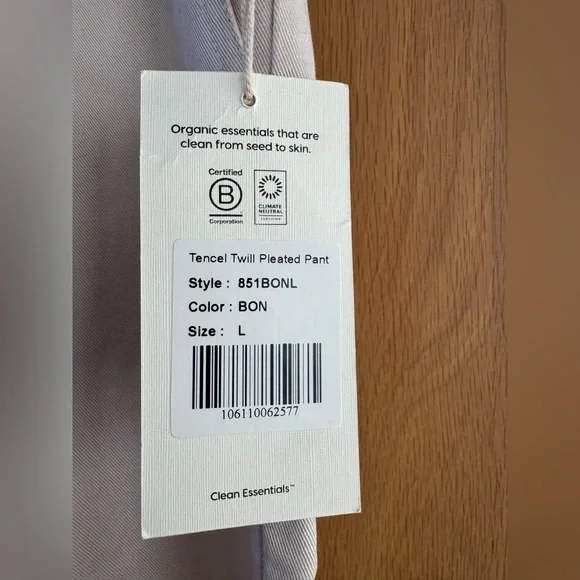 Organic essentials that are
clean from seed to skin.
Certified
B
Corporation
CLIMATE
NEUTRAL
CERTIFIED
Tencel Twill Pleated Pant
Style : 851BONL
Color : BON
Size : L
106110062577
Clean Essentials™